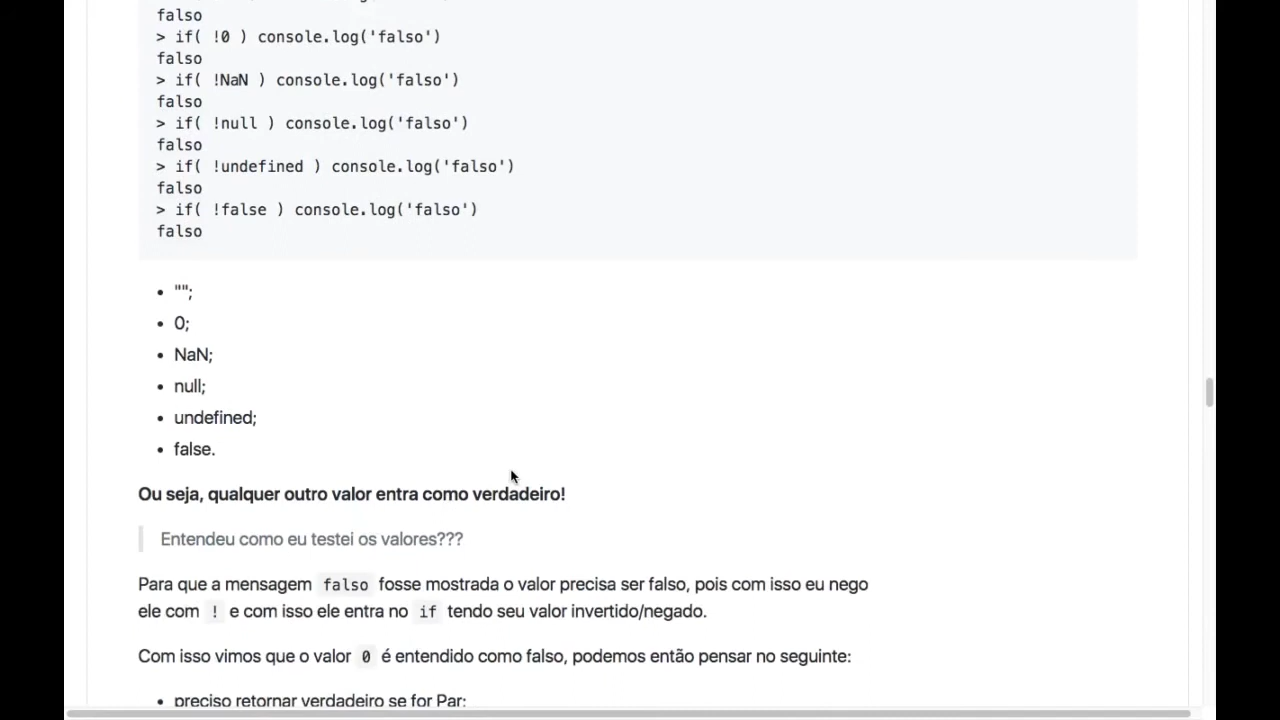 falso
> if( !0 ) console.log('falso')
falso
> if( !NaN ) console.log('falso')
falso
> if( !null ) console.log('falso')
falso
> if( !undefined ) console.log('falso')
falso
> if( !false ) console.log('falso')
falso
• "";
• 0;
• NaN;
• null;
• undefined;
• false.
Ou seja, qualquer outro valor entra como verdadeiro!
Entendeu como eu testei os valores???
Para que a mensagem falso fosse mostrada o valor precisa ser falso, pois com isso eu nego
ele com ! e com isso ele entra no if tendo seu valor invertido/negado.
Com isso vimos que o valor 0 é entendido como falso, podemos então pensar no seguinte:
• preciso retornar verdadeiro se for Par;